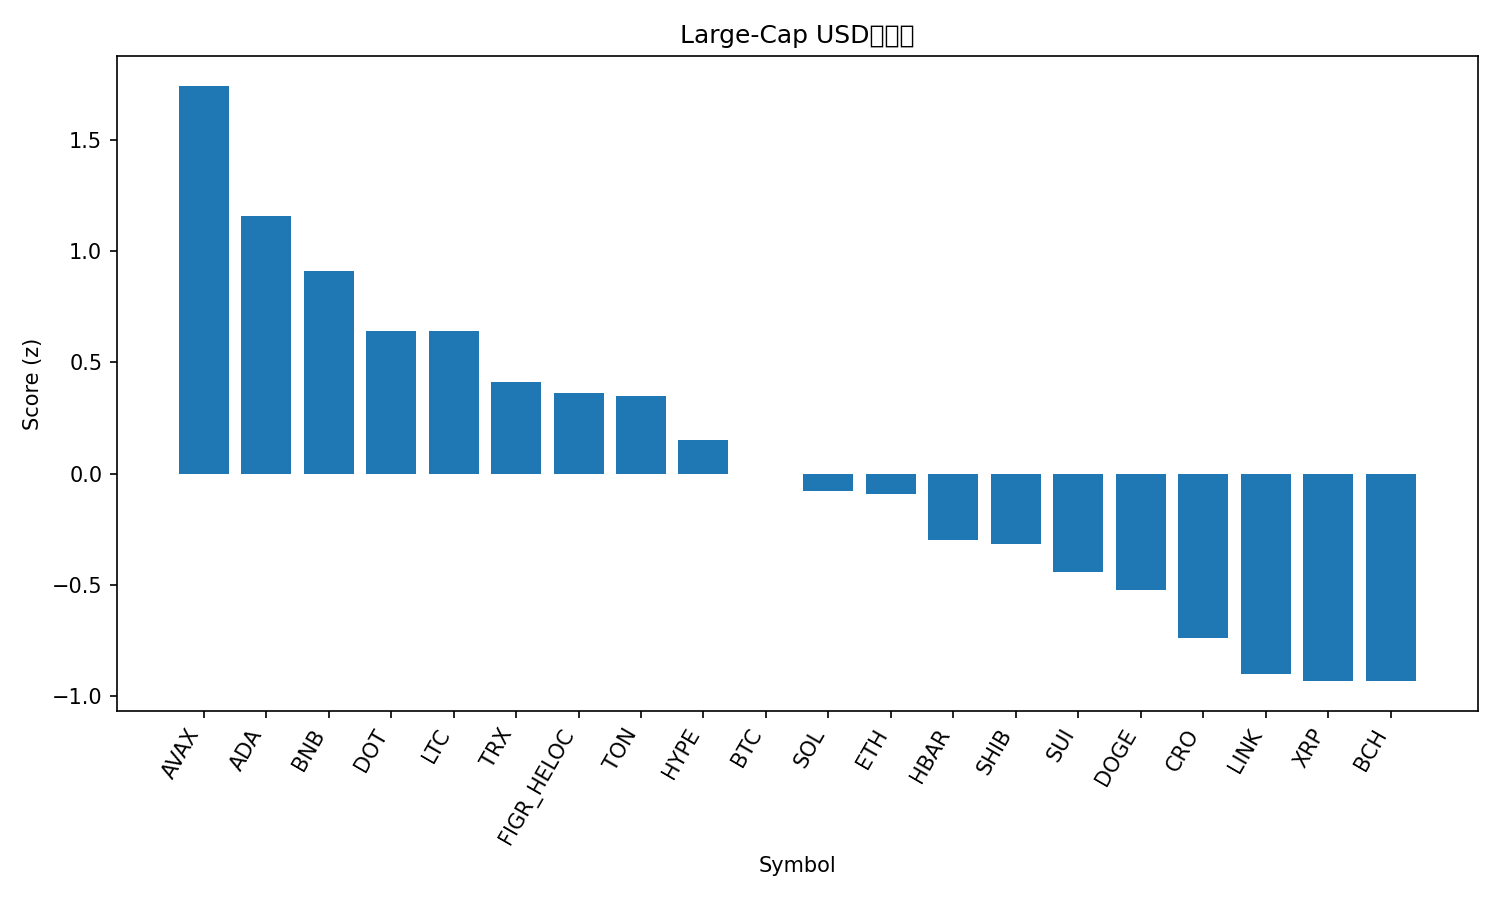 Large-Cap USD
Score (z)
1.5
1.0
0.5
0.0
−0.5
−1.0
AVAX
ADA
BNB
DOT
LTC
TRX
FIGR_HELOC
TON
HYPE
BTC
SOL
ETH
HBAR
SHIB
SUI
DOGE
CRO
LINK
XRP
BCH
Symbol